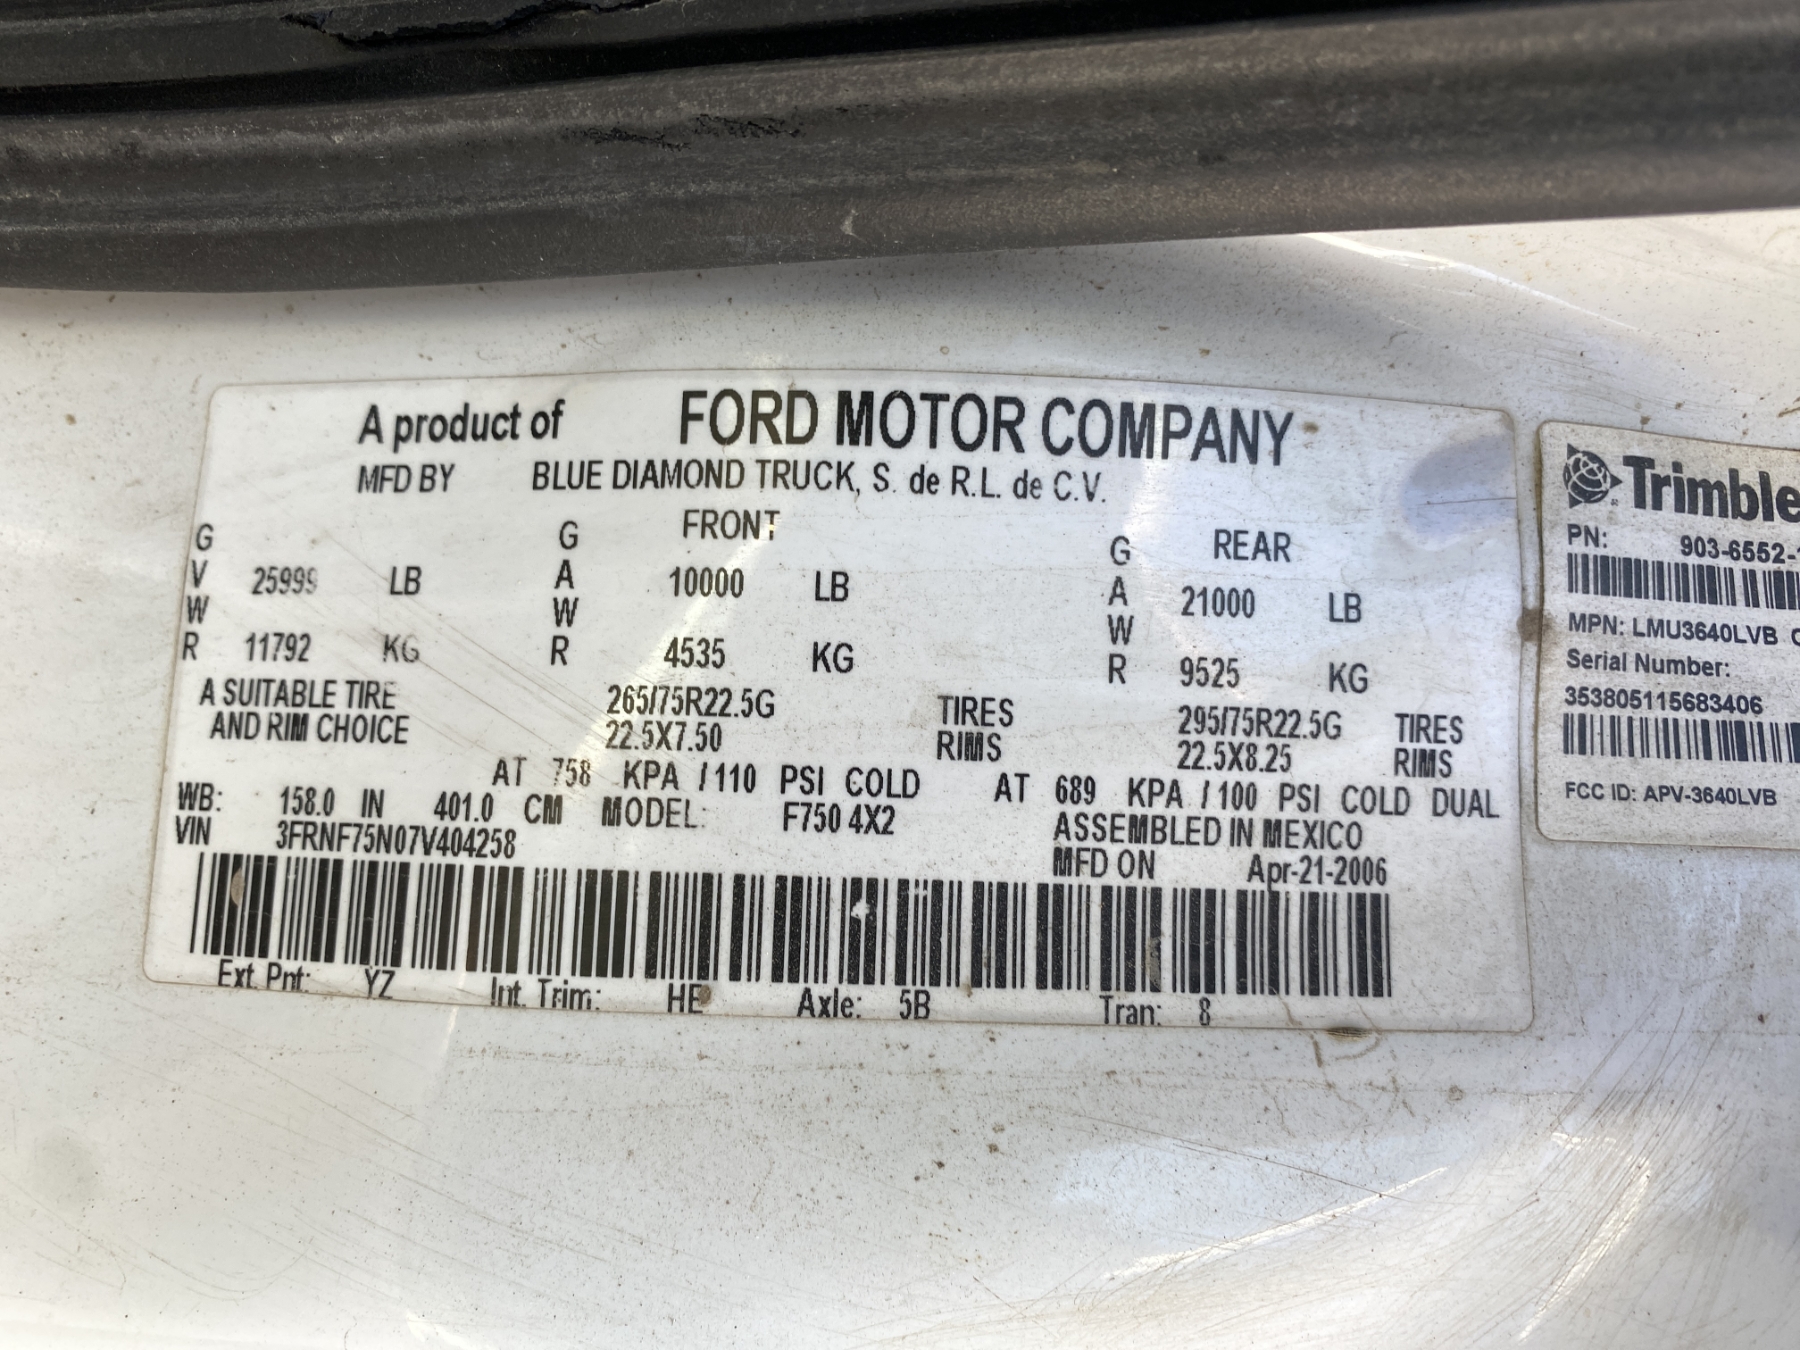 A product of FORD MOTOR COMPANY
MFD BY BLUE DIAMOND TRUCK, S. de R.L. de C.V.
FRONT REAR
GVWR 25999 LB GAWR 10000 LB GAWR 21000 LB
11792 KG 4535 KG 9525 KG
A SUITABLE TIRE 265/75R22.5G TIRES 295/75R22.5G TIRES
AND RIM CHOICE 22.5X7.50 RIMS 22.5X8.25 RIMS
AT 758 KPA / 110 PSI COLD AT 689 KPA / 100 PSI COLD DUAL
WB: 158.0 IN 401.0 CM MODEL: F750 4X2 ASSEMBLED IN MEXICO
VIN 3FRNF75N07V404258 MFD ON Apr-21-2006
Ext. Pnt: YZ Int. Trim: HE Axle: 5B Tran: 8
Trimble
PN: 903-6552-
MPN: LMU3640LVB
Serial Number:
353805115683406
FCC ID: APV-3640LVB